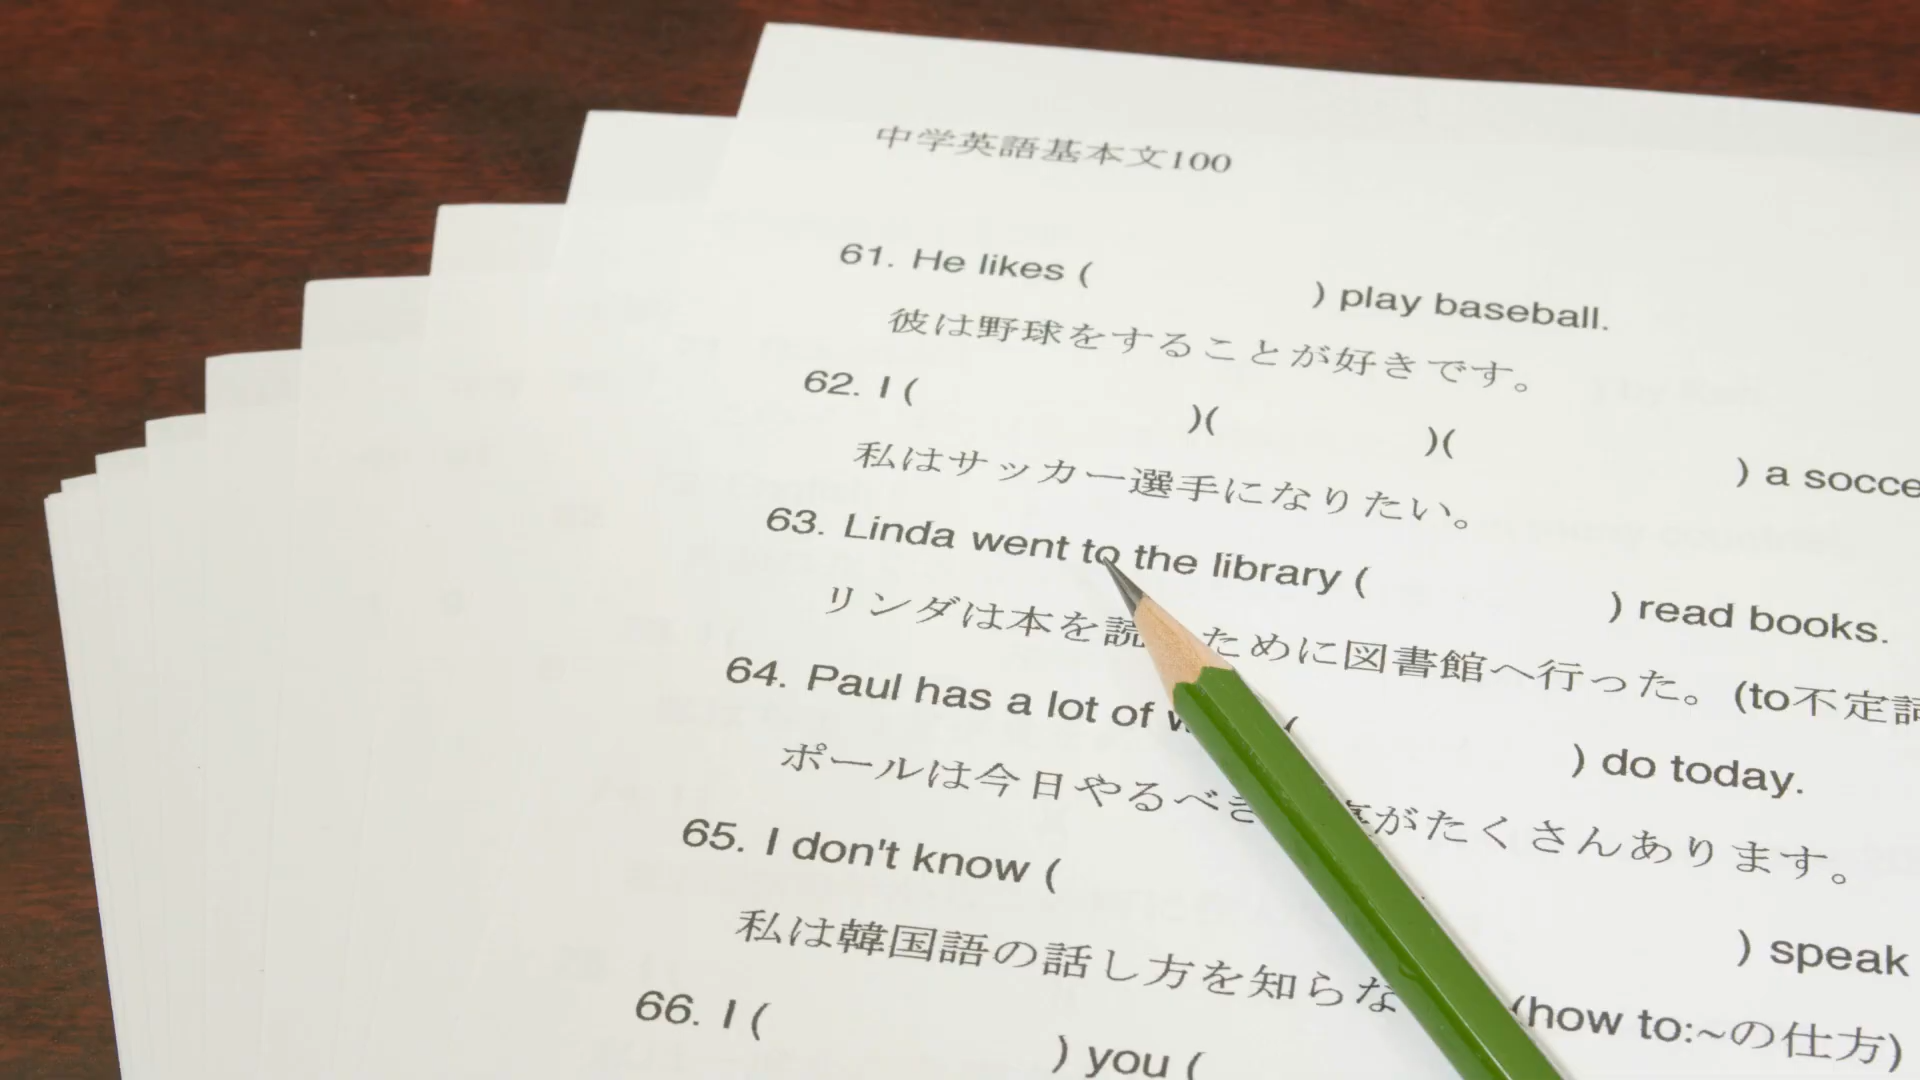 中学英語基本文100
61. He likes ( ) play baseball.
彼は野球をすることが好きです。
62. I ( )( )( ) a socce
私はサッカー選手になりたい。
63. Linda went to the library ( ) read books.
リンダは本を読 ために図書館へ行った。(to不定詞
64. Paul has a lot of ( ) do today.
ポールは今日やるべき がたくさんあります。
65. I don't know ( ) speak
私は韓国語の話し方を知らな (how to:~の仕方)
66. I ( ) you (